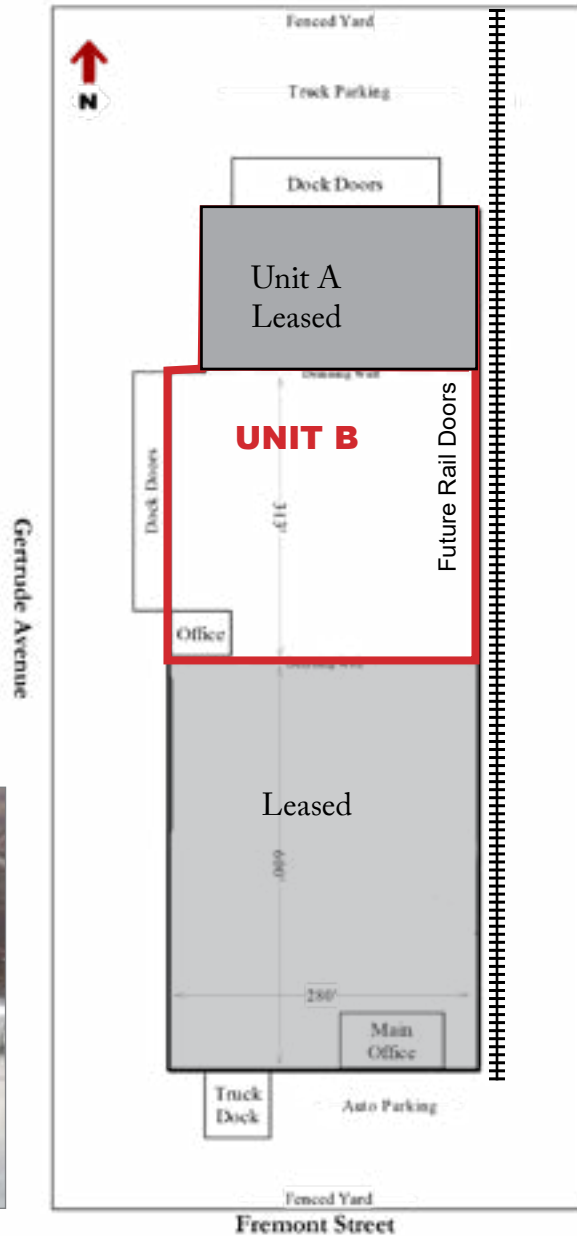 Fenced Yard
N
Truck Parking
Dock Doors
Unit A
Leased
Demising Wall
UNIT B
Future Rail Doors
Dock Doors
313'
Gertrude Avenue
Office
Demising Wall
Leased
600'
280'
Main
Office
Truck
Dock
Auto Parking
Fenced Yard
Fremont Street